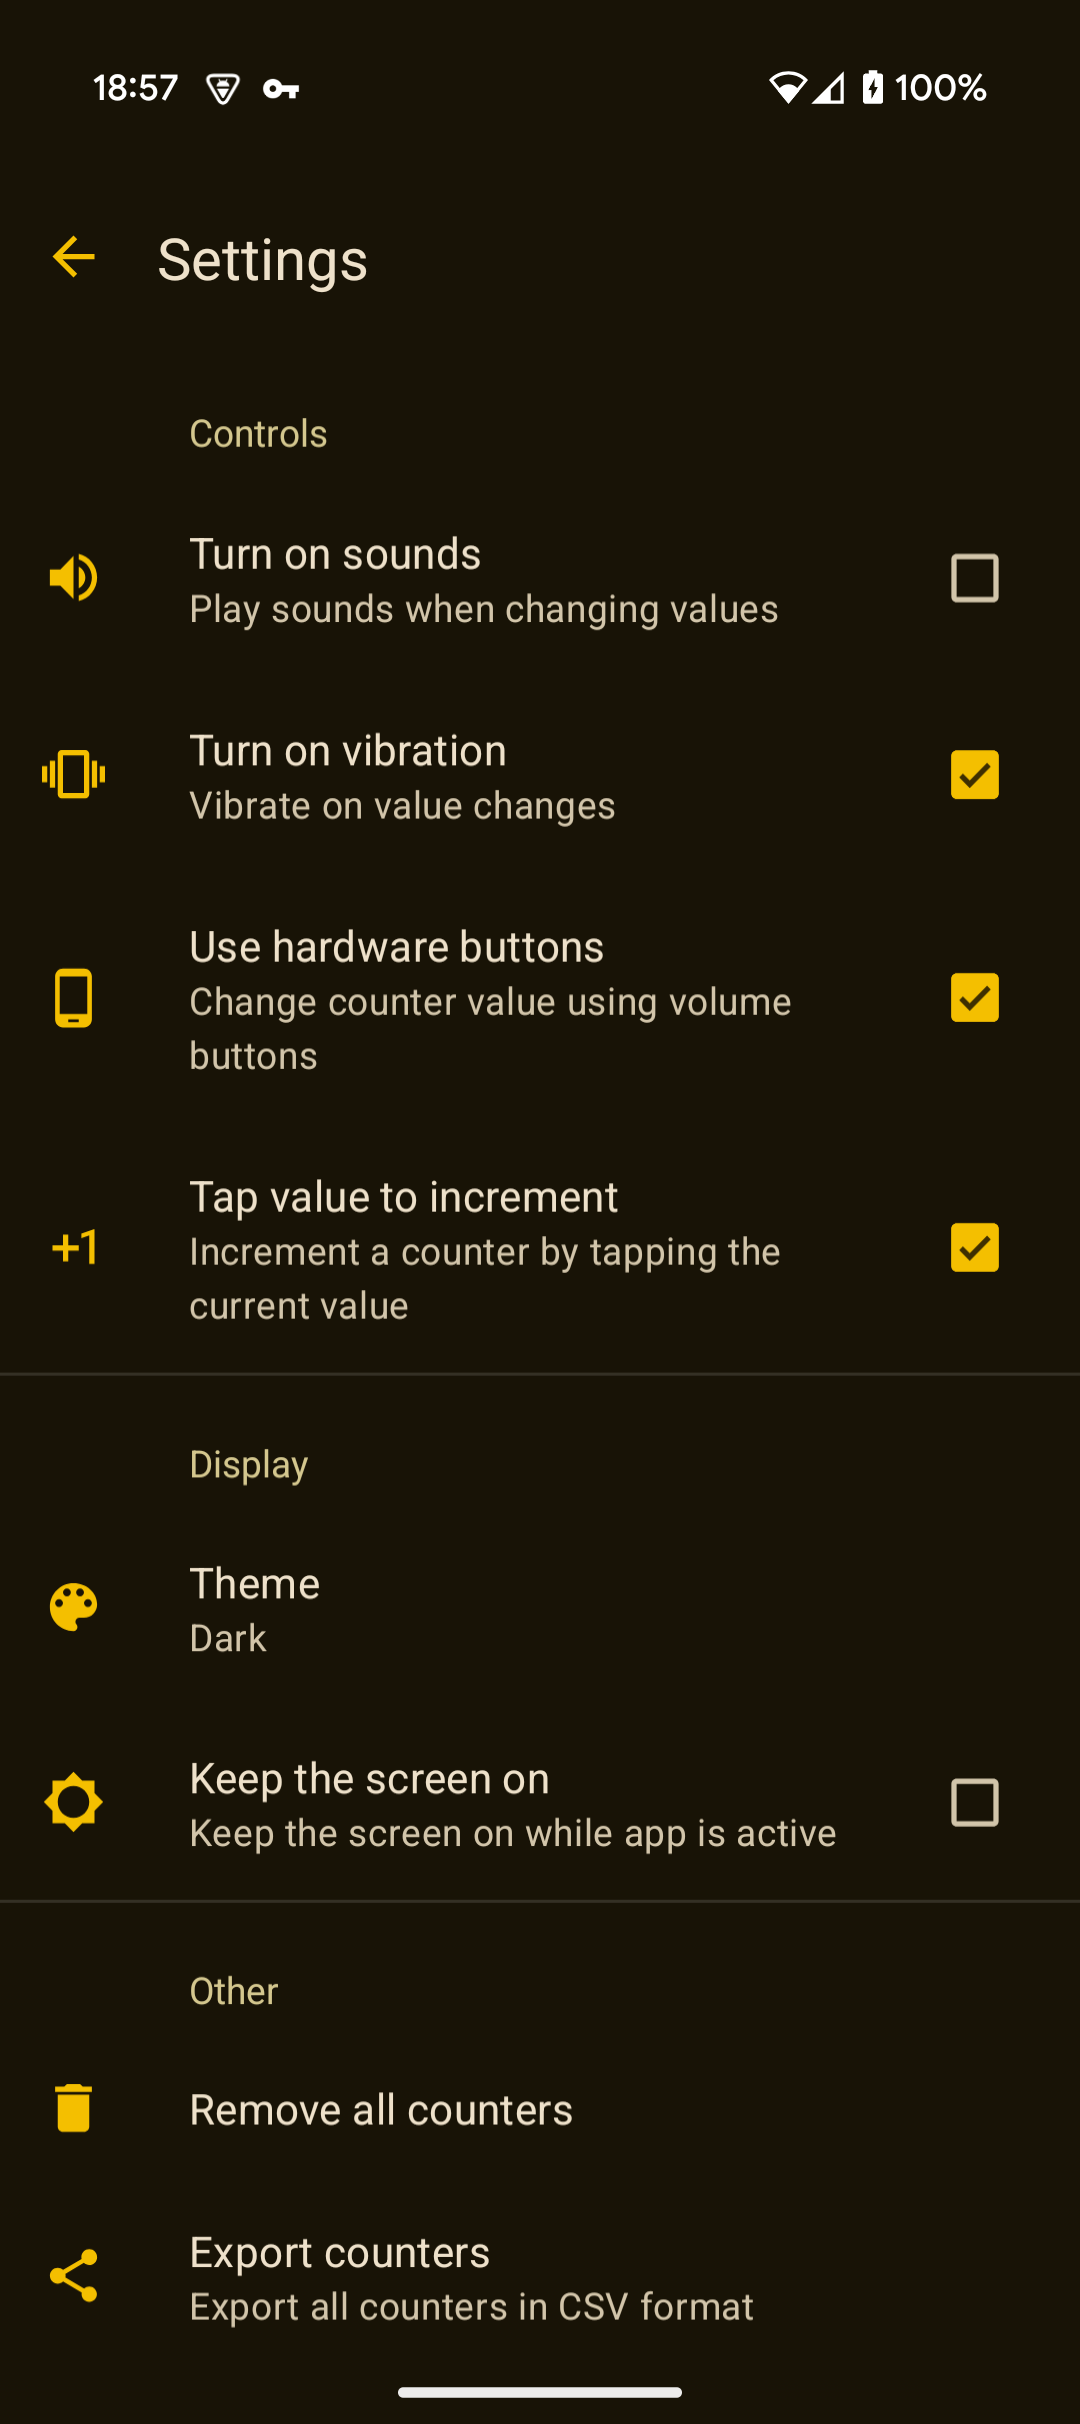 18:57 100%
Settings
Controls
Turn on sounds
Play sounds when changing values
Turn on vibration
Vibrate on value changes
Use hardware buttons
Change counter value using volume
buttons
+1
Tap value to increment
Increment a counter by tapping the
current value
Display
Theme
Dark
Keep the screen on
Keep the screen on while app is active
Other
Remove all counters
Export counters
Export all counters in CSV format